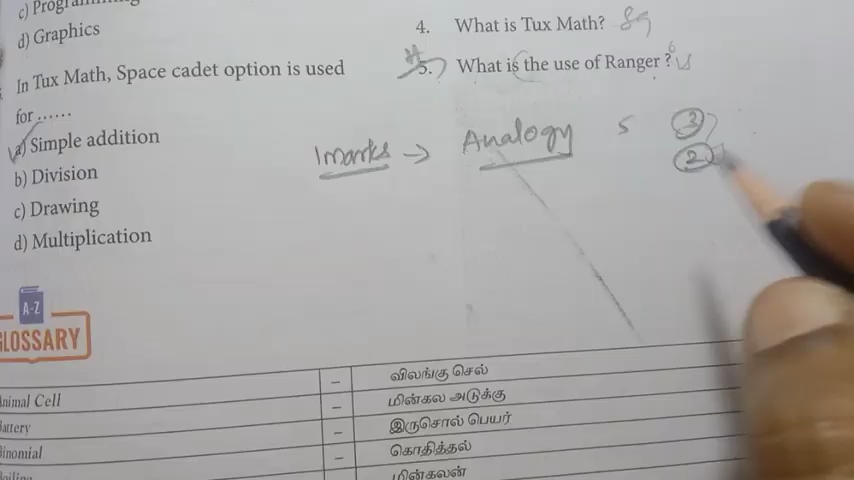 c) Programming
d) Graphics
In Tux Math, Space cadet option is used
for ......
a) Simple addition
b) Division
c) Drawing
d) Multiplication
4. What is Tux Math?
5. What is the use of Ranger ?
1marks → Analogy 5 3
2
A-Z
GLOSSARY
Animal Cell – விலங்கு செல்
Battery – மின்கல அடுக்கு
Binomial – இருசொல் பெயர்
Boiling – கொதித்தல்
மின்கலன்